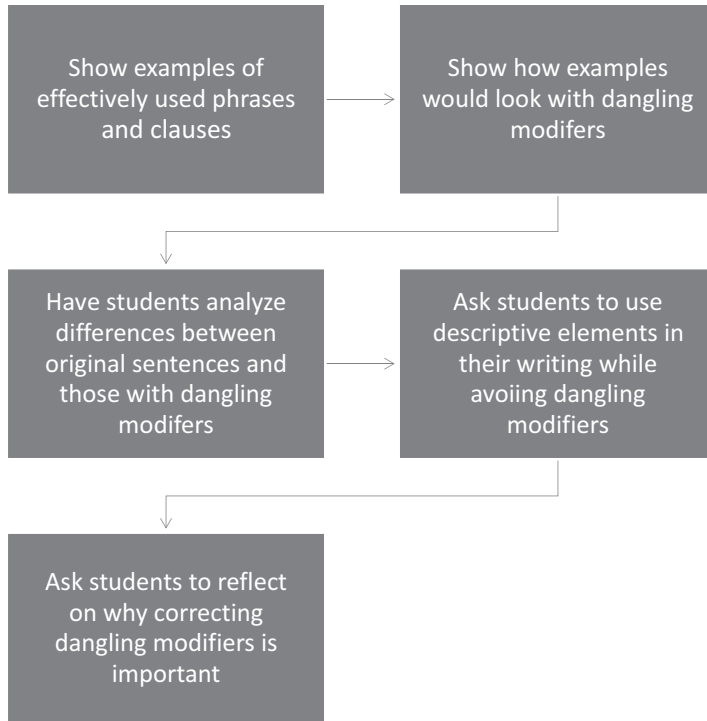 Show examples of
effectively used phrases
and clauses
Show how examples
would look with dangling
modifers
Have students analyze
differences between
original sentences and
those with dangling
modifers
Ask students to use
descriptive elements in
their writing while
avoiing dangling
modifiers
Ask students to reflect
on why correcting
dangling modifiers is
important